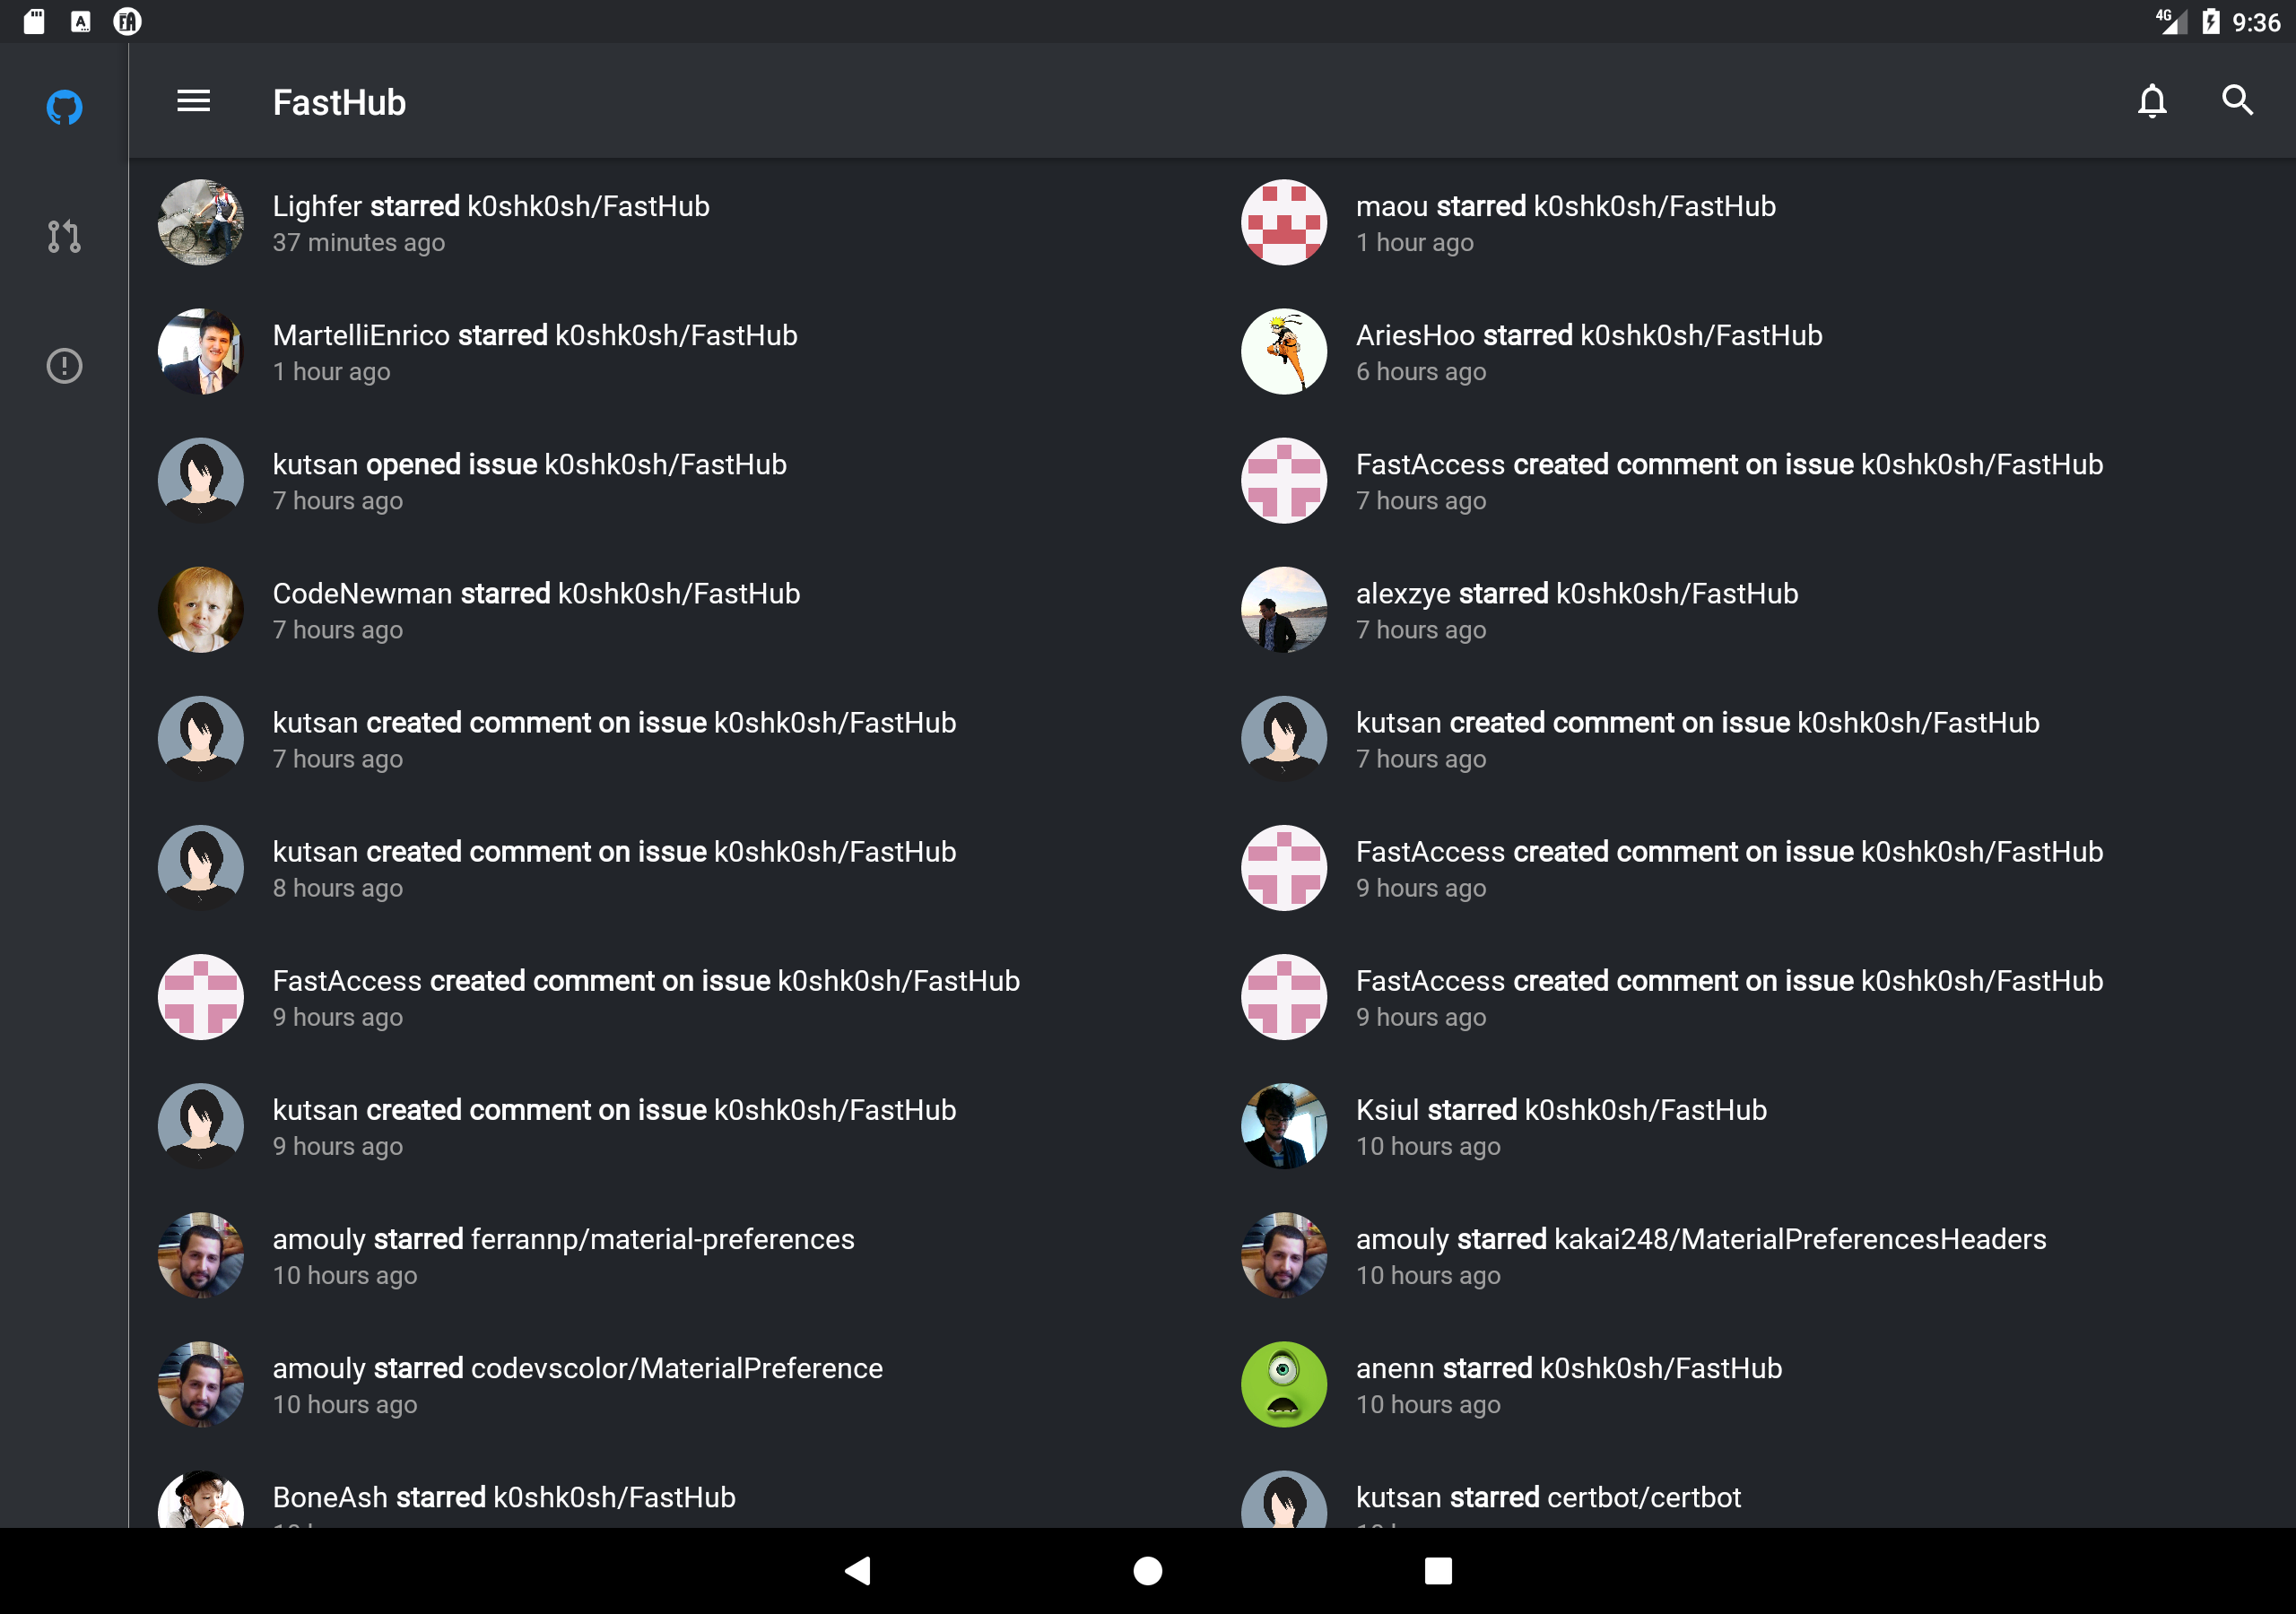 4G 9:36
FastHub
Lighfer starred k0shk0sh/FastHub
37 minutes ago
maou starred k0shk0sh/FastHub
1 hour ago
MartelliEnrico starred k0shk0sh/FastHub
1 hour ago
AriesHoo starred k0shk0sh/FastHub
6 hours ago
kutsan opened issue k0shk0sh/FastHub
7 hours ago
FastAccess created comment on issue k0shk0sh/FastHub
7 hours ago
CodeNewman starred k0shk0sh/FastHub
7 hours ago
alexzye starred k0shk0sh/FastHub
7 hours ago
kutsan created comment on issue k0shk0sh/FastHub
7 hours ago
kutsan created comment on issue k0shk0sh/FastHub
7 hours ago
kutsan created comment on issue k0shk0sh/FastHub
8 hours ago
FastAccess created comment on issue k0shk0sh/FastHub
9 hours ago
FastAccess created comment on issue k0shk0sh/FastHub
9 hours ago
FastAccess created comment on issue k0shk0sh/FastHub
9 hours ago
kutsan created comment on issue k0shk0sh/FastHub
9 hours ago
Ksiul starred k0shk0sh/FastHub
10 hours ago
amouly starred ferrannp/material-preferences
10 hours ago
amouly starred kakai248/MaterialPreferencesHeaders
10 hours ago
amouly starred codevscolor/MaterialPreference
10 hours ago
anenn starred k0shk0sh/FastHub
10 hours ago
BoneAsh starred k0shk0sh/FastHub
kutsan starred certbot/certbot